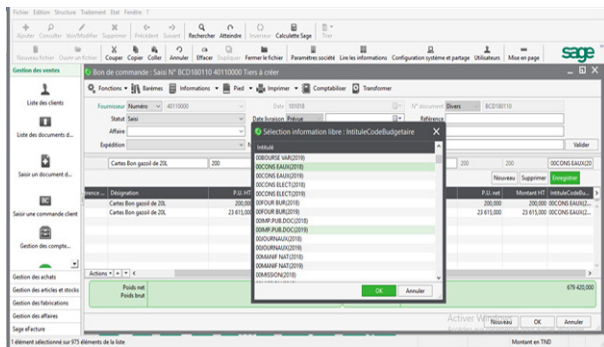 Fichier Edition Structure Traitement Etat Fenêtre ?
Ajouter Consulter Voir/Modifier Supprimer Précédent Suivant Rechercher Atteindre Inverseur Calculette Sage Trier
Nouveau fichier Ouvrir un fichier Couper Copier Coller Annuler Effacer Dupliquer Fermer le fichier Paramètres société Lire les informations Configuration système et partage Utilisateurs Mise en page
sage
Gestion des ventes
Bon de commande : Saisi N° BCD180110 40110000 Tiers à créer
Fonctions Barèmes Informations Pied Imprimer Comptabiliser Transformer
Liste des clients
Fournisseur Numéro 40110000 Date 101018 N° document Divers BCD180110
Statut Saisi Date livraison Prévue Référence
Affaire
Expédition Valider
Liste des documents d...
Sélection information libre : IntituleCodeBudgetaire
Intitulé
00BOURSE VAR(2019)
00CONS EAUX(2018)
00CONS EAUX(2019)
00CONS ELECT(2018)
00CONS ELECT(2019)
00FOUR BUR(2018)
00FOUR BUR(2019)
00IMP.PUB.DOC(2018)
00IMP.PUB.DOC(2019)
00JOURNAUX(2018)
00JOURNAUX(2019)
00MANIF NAT(2018)
00MANIF NAT(2019)
00MISSION(2018)
OK Annuler
Cartes Bon gazoil de 20L 200 200 200 00CONS EAUX(20
Nouveau Supprimer Enregistrer
Saisir un document d...
Désignation P.U. HT P.U. net Montant HT IntituléCodeBu...
Cartes Bon gasoil de 20L 200,000 200,000 200,000 00CONS EAUX(2...
Cartes Bon gasoil de 20L 23 615,000 23 615,000 23 615,000 00CONS EAUX(2...
Saisir une commande client
Gestion des compte...
Actions
Poids net
Poids brut
679 420,000
Gestion des achats
Gestion des articles et stocks
Gestion des fabrications
Gestion des affaires
Sage eFacture
Nouveau OK Annuler
1 élément sélectionné sur 975 éléments de la liste
Montant en TND